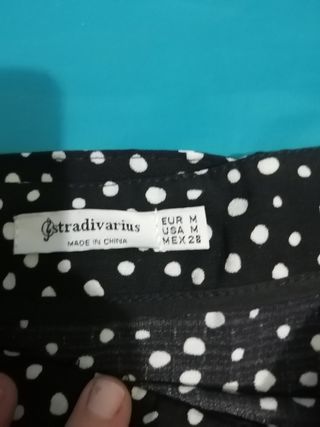 stradivarius
MADE IN CHINA
EUR M
USA M
MEX 28